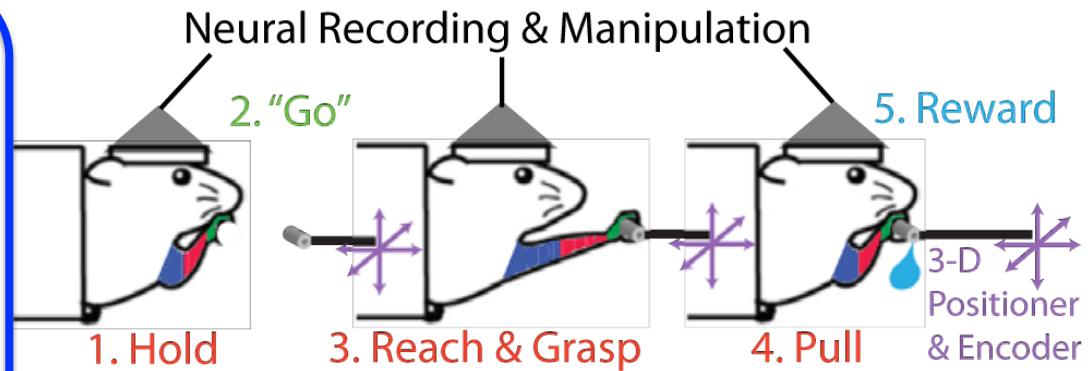 Neural Recording & Manipulation
2. “Go”
5. Reward
3-D
Positioner
& Encoder
1. Hold
3. Reach & Grasp
4. Pull